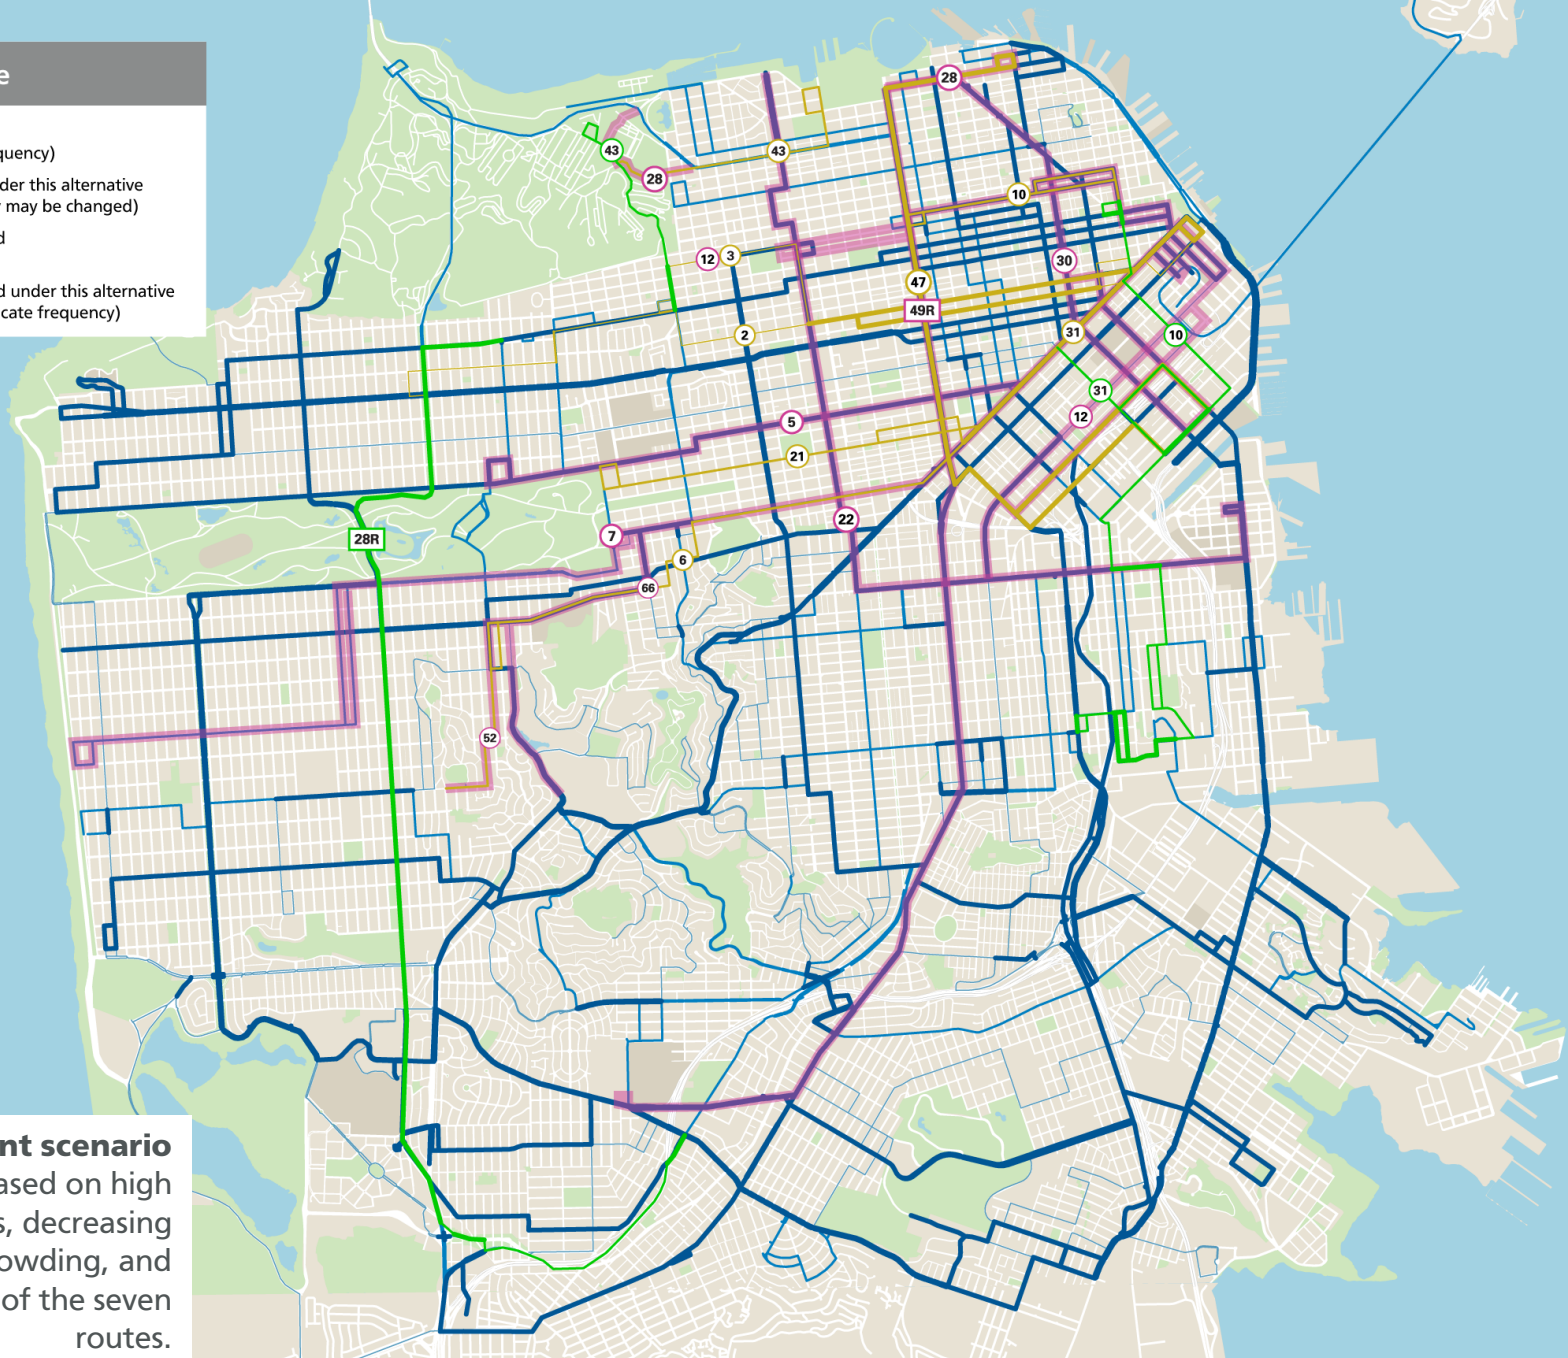 e
quency)
der this alternative
y may be changed)
d
d under this alternative
cate frequency)
28
43
43
28
10
12
3
30
47
49R
2
31
10
31
12
5
21
22
7
6
28R
66
52
nt scenario
ased on high
s, decreasing
owding, and
of the seven
routes.